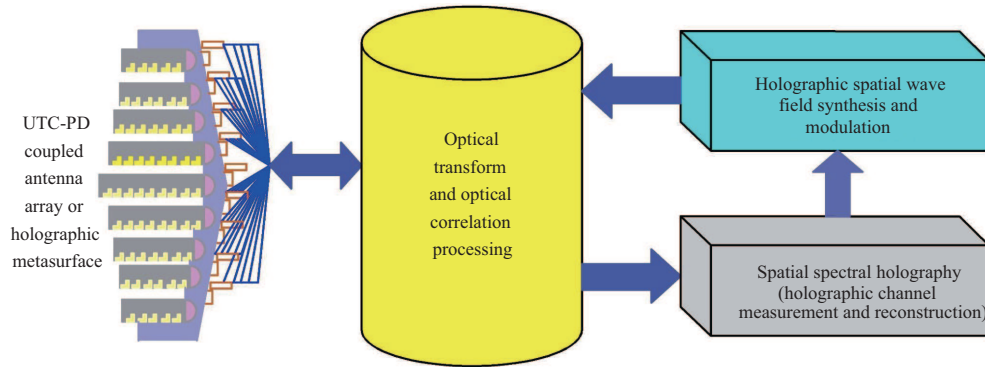 UTC-PD
coupled
antenna
array or
holographic
metasurface
Optical
transform
and optical
correlation
processing
Holographic spatial wave
field synthesis and
modulation
Spatial spectral holography
(holographic channel
measurement and reconstruction)